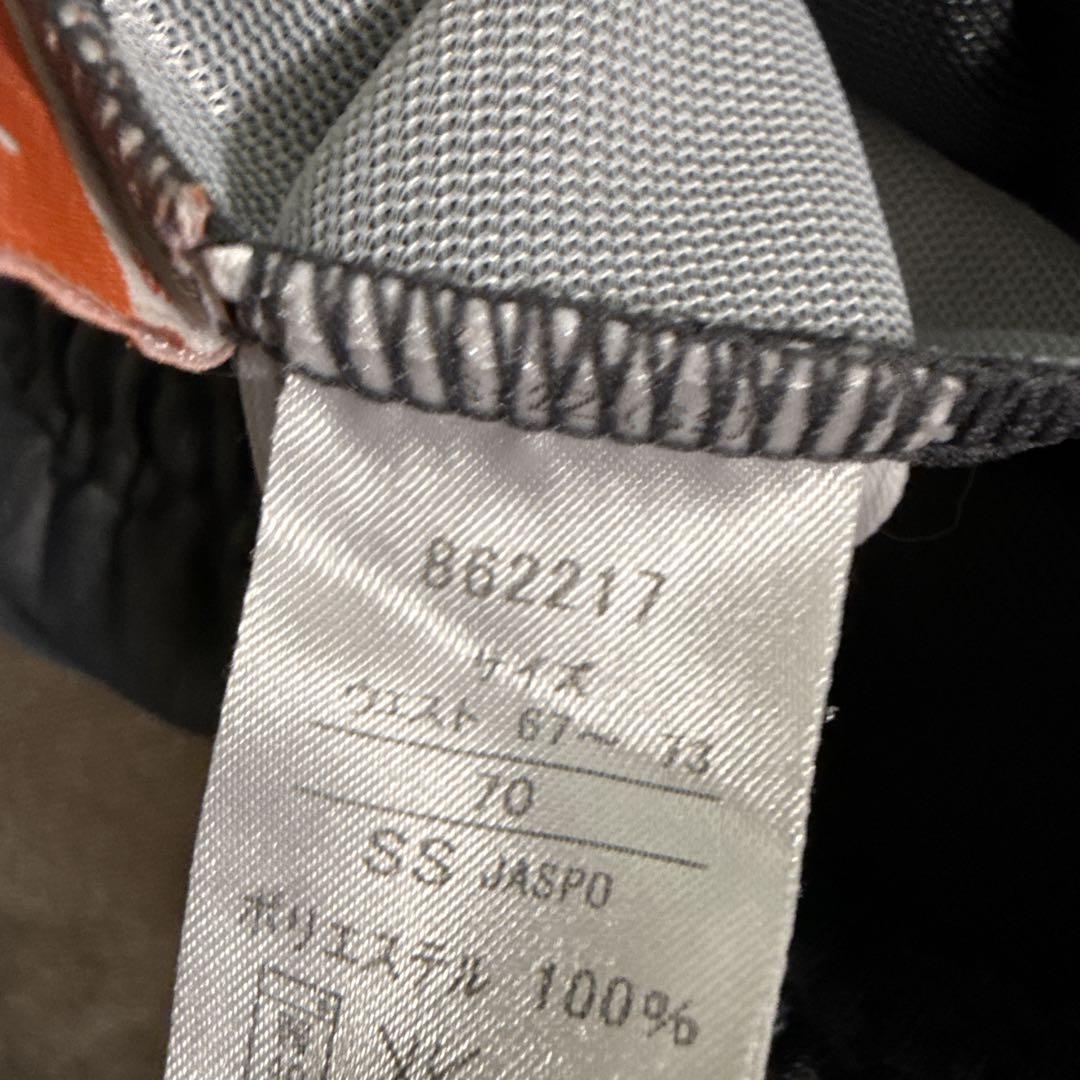 862217
サイズ
ウエスト 67〜 73
70
SS JASPO
ポリエステル 100%